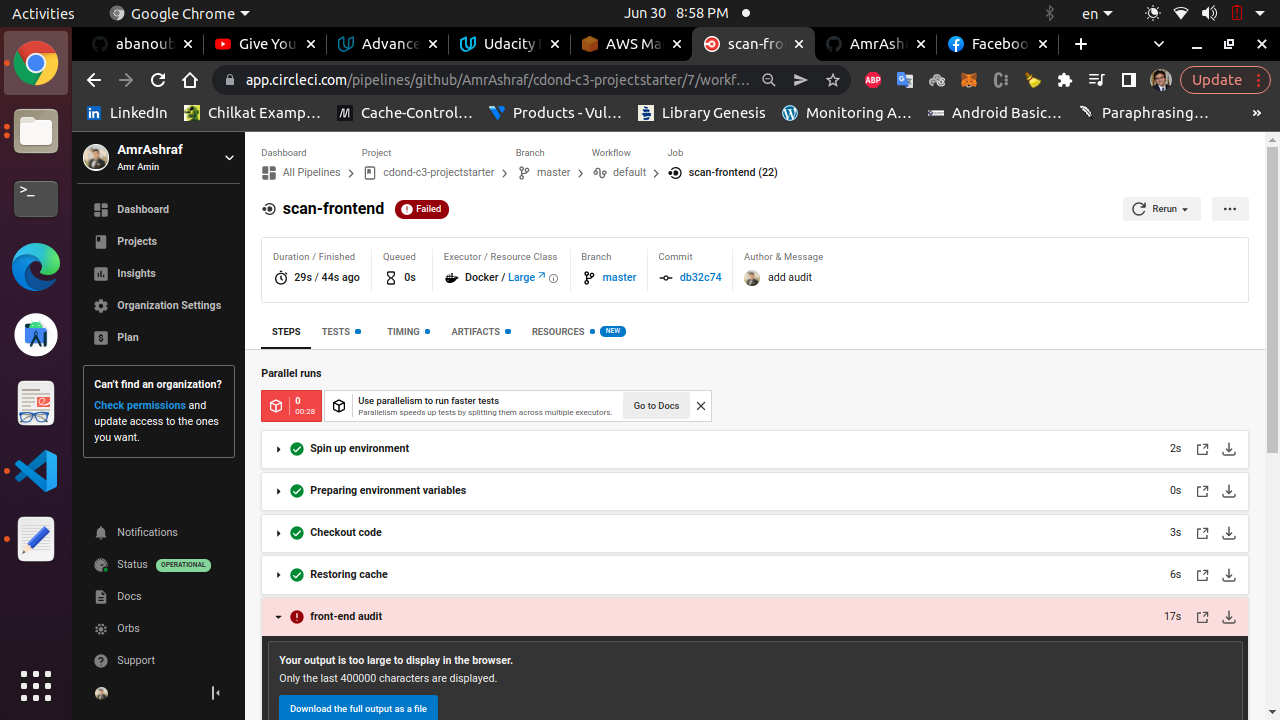 Activities
Google Chrome
Jun 30 8:58 PM
en
abanoub
Give You
Advance
Udacity
AWS Ma
scan-fron
AmrAsh
Faceboo
app.circleci.com/pipelines/github/AmrAshraf/cdond-c3-projectstarter/7/workf…
ABP
Update
LinkedIn
Chilkat Examp…
Cache-Control…
Products - Vul…
Library Genesis
Monitoring A…
Android Basic…
Paraphrasing…
»
AmrAshraf
Amr Amin
Dashboard
Projects
Insights
Organization Settings
Plan
Can't find an organization?
Check permissions and
update access to the ones
you want.
Notifications
Status OPERATIONAL
Docs
Orbs
Support
Dashboard Project Branch Workflow Job
All Pipelines cdond-c3-projectstarter master default scan-frontend (22)
scan-frontend Failed
Rerun
Duration / Finished Queued Executor / Resource Class Branch Commit Author & Message
29s / 44s ago 0s Docker / Large master db32c74 add audit
STEPS TESTS TIMING ARTIFACTS RESOURCES NEW
Parallel runs
0
00:28
Use parallelism to run faster tests
Parallelism speeds up tests by splitting them across multiple executors.
Go to Docs
Spin up environment 2s
Preparing environment variables 0s
Checkout code 3s
Restoring cache 6s
front-end audit 17s
Your output is too large to display in the browser.
Only the last 400000 characters are displayed.
Download the full output as a file